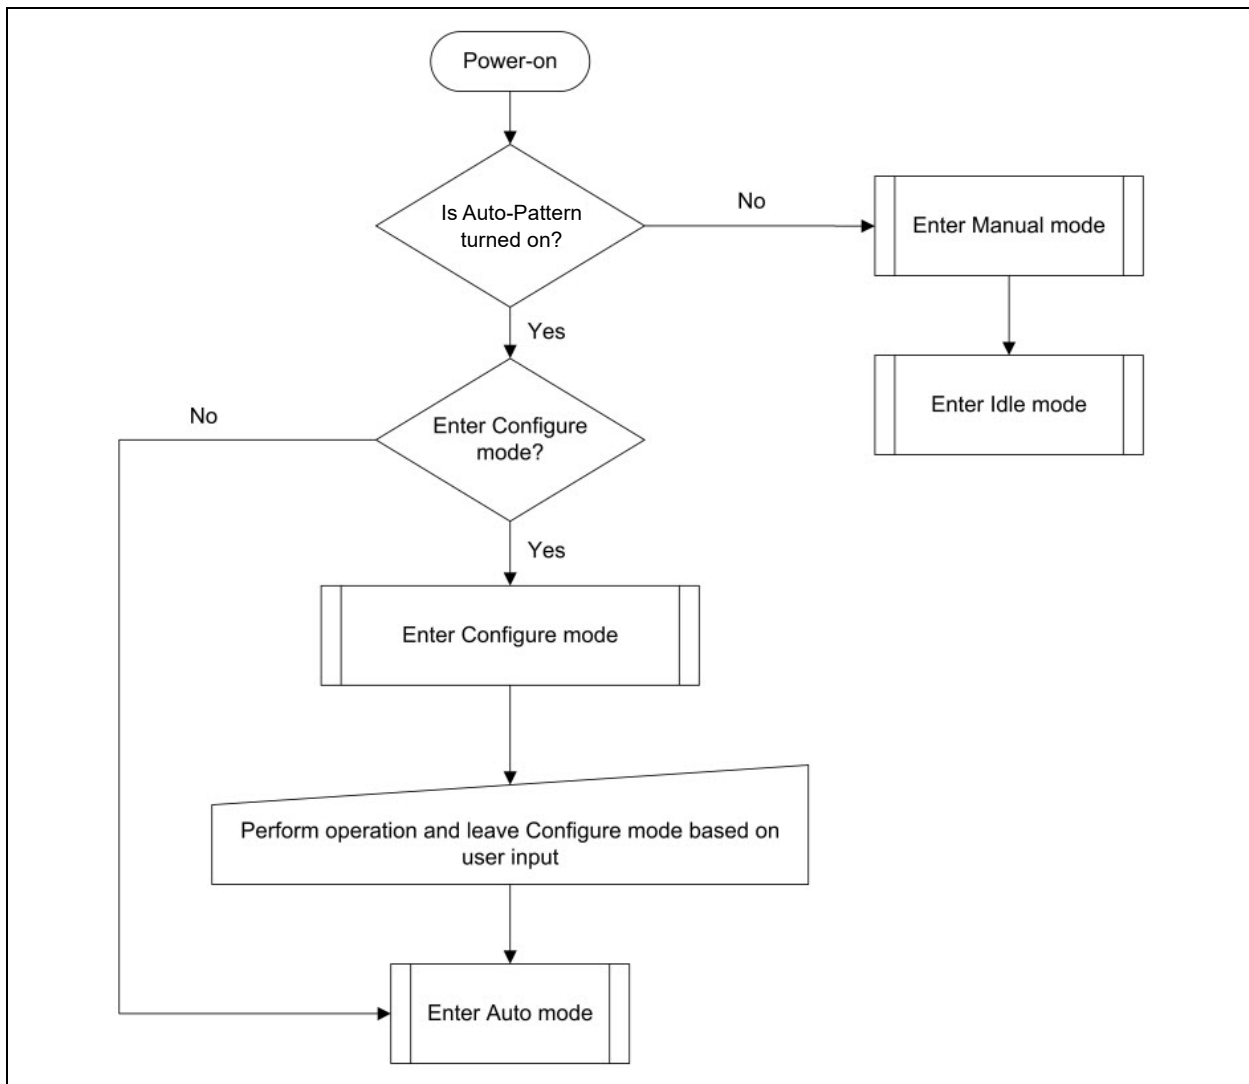 Power-on
Is Auto-Pattern
turned on?
No
Enter Manual mode
Yes
Enter Idle mode
No
Enter Configure
mode?
Yes
Enter Configure mode
Perform operation and leave Configure mode based on
user input
Enter Auto mode